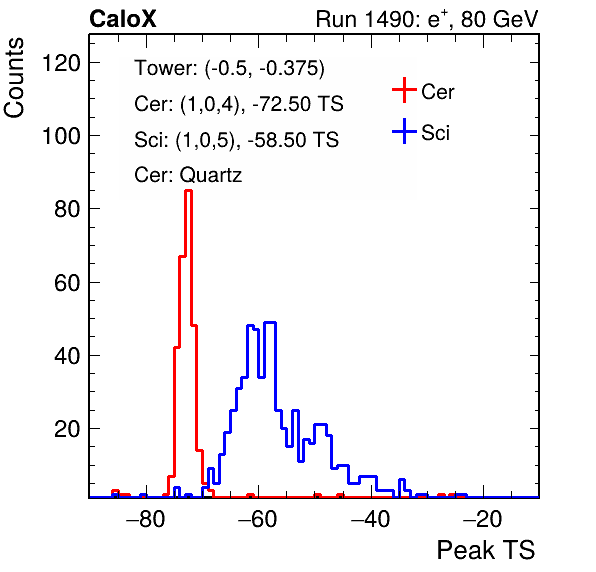 CaloX Run 1490: e⁺, 80 GeV
Counts
Tower: (-0.5, -0.375)
Cer: (1,0,4), -72.50 TS
Sci: (1,0,5), -58.50 TS
Cer: Quartz
Cer
Sci
120
100
80
60
40
20
−80 −60 −40 −20
Peak TS